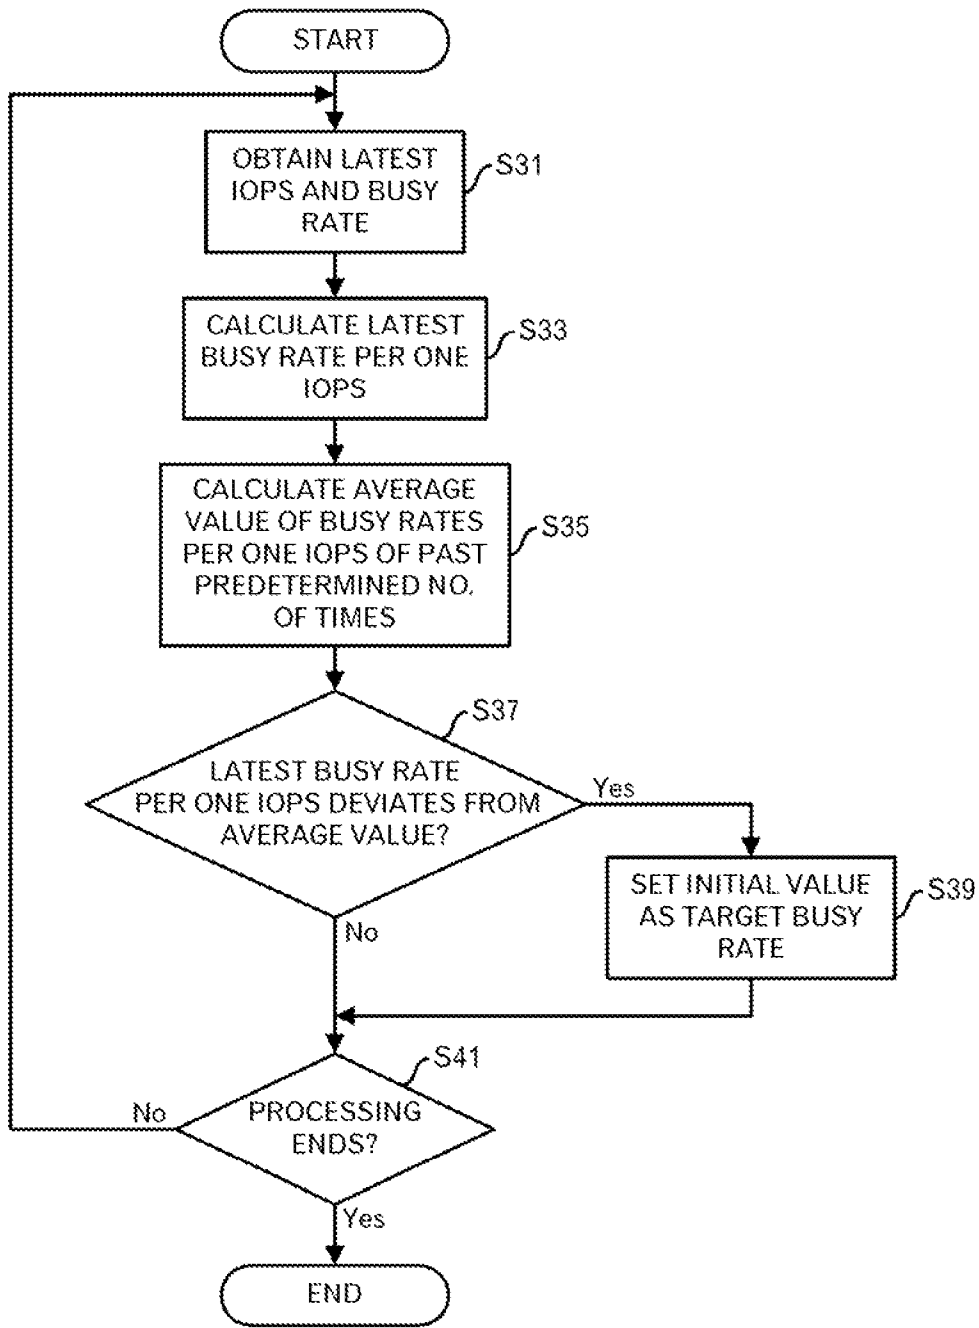 START
OBTAIN LATEST
IOPS AND BUSY
RATE
S31
CALCULATE LATEST
BUSY RATE PER ONE
IOPS
S33
CALCULATE AVERAGE
VALUE OF BUSY RATES
PER ONE IOPS OF PAST
PREDETERMINED NO.
OF TIMES
S35
S37
LATEST BUSY RATE
PER ONE IOPS DEVIATES FROM
AVERAGE VALUE?
Yes
SET INITIAL VALUE
AS TARGET BUSY
RATE
S39
No
S41
PROCESSING
ENDS?
No
Yes
END